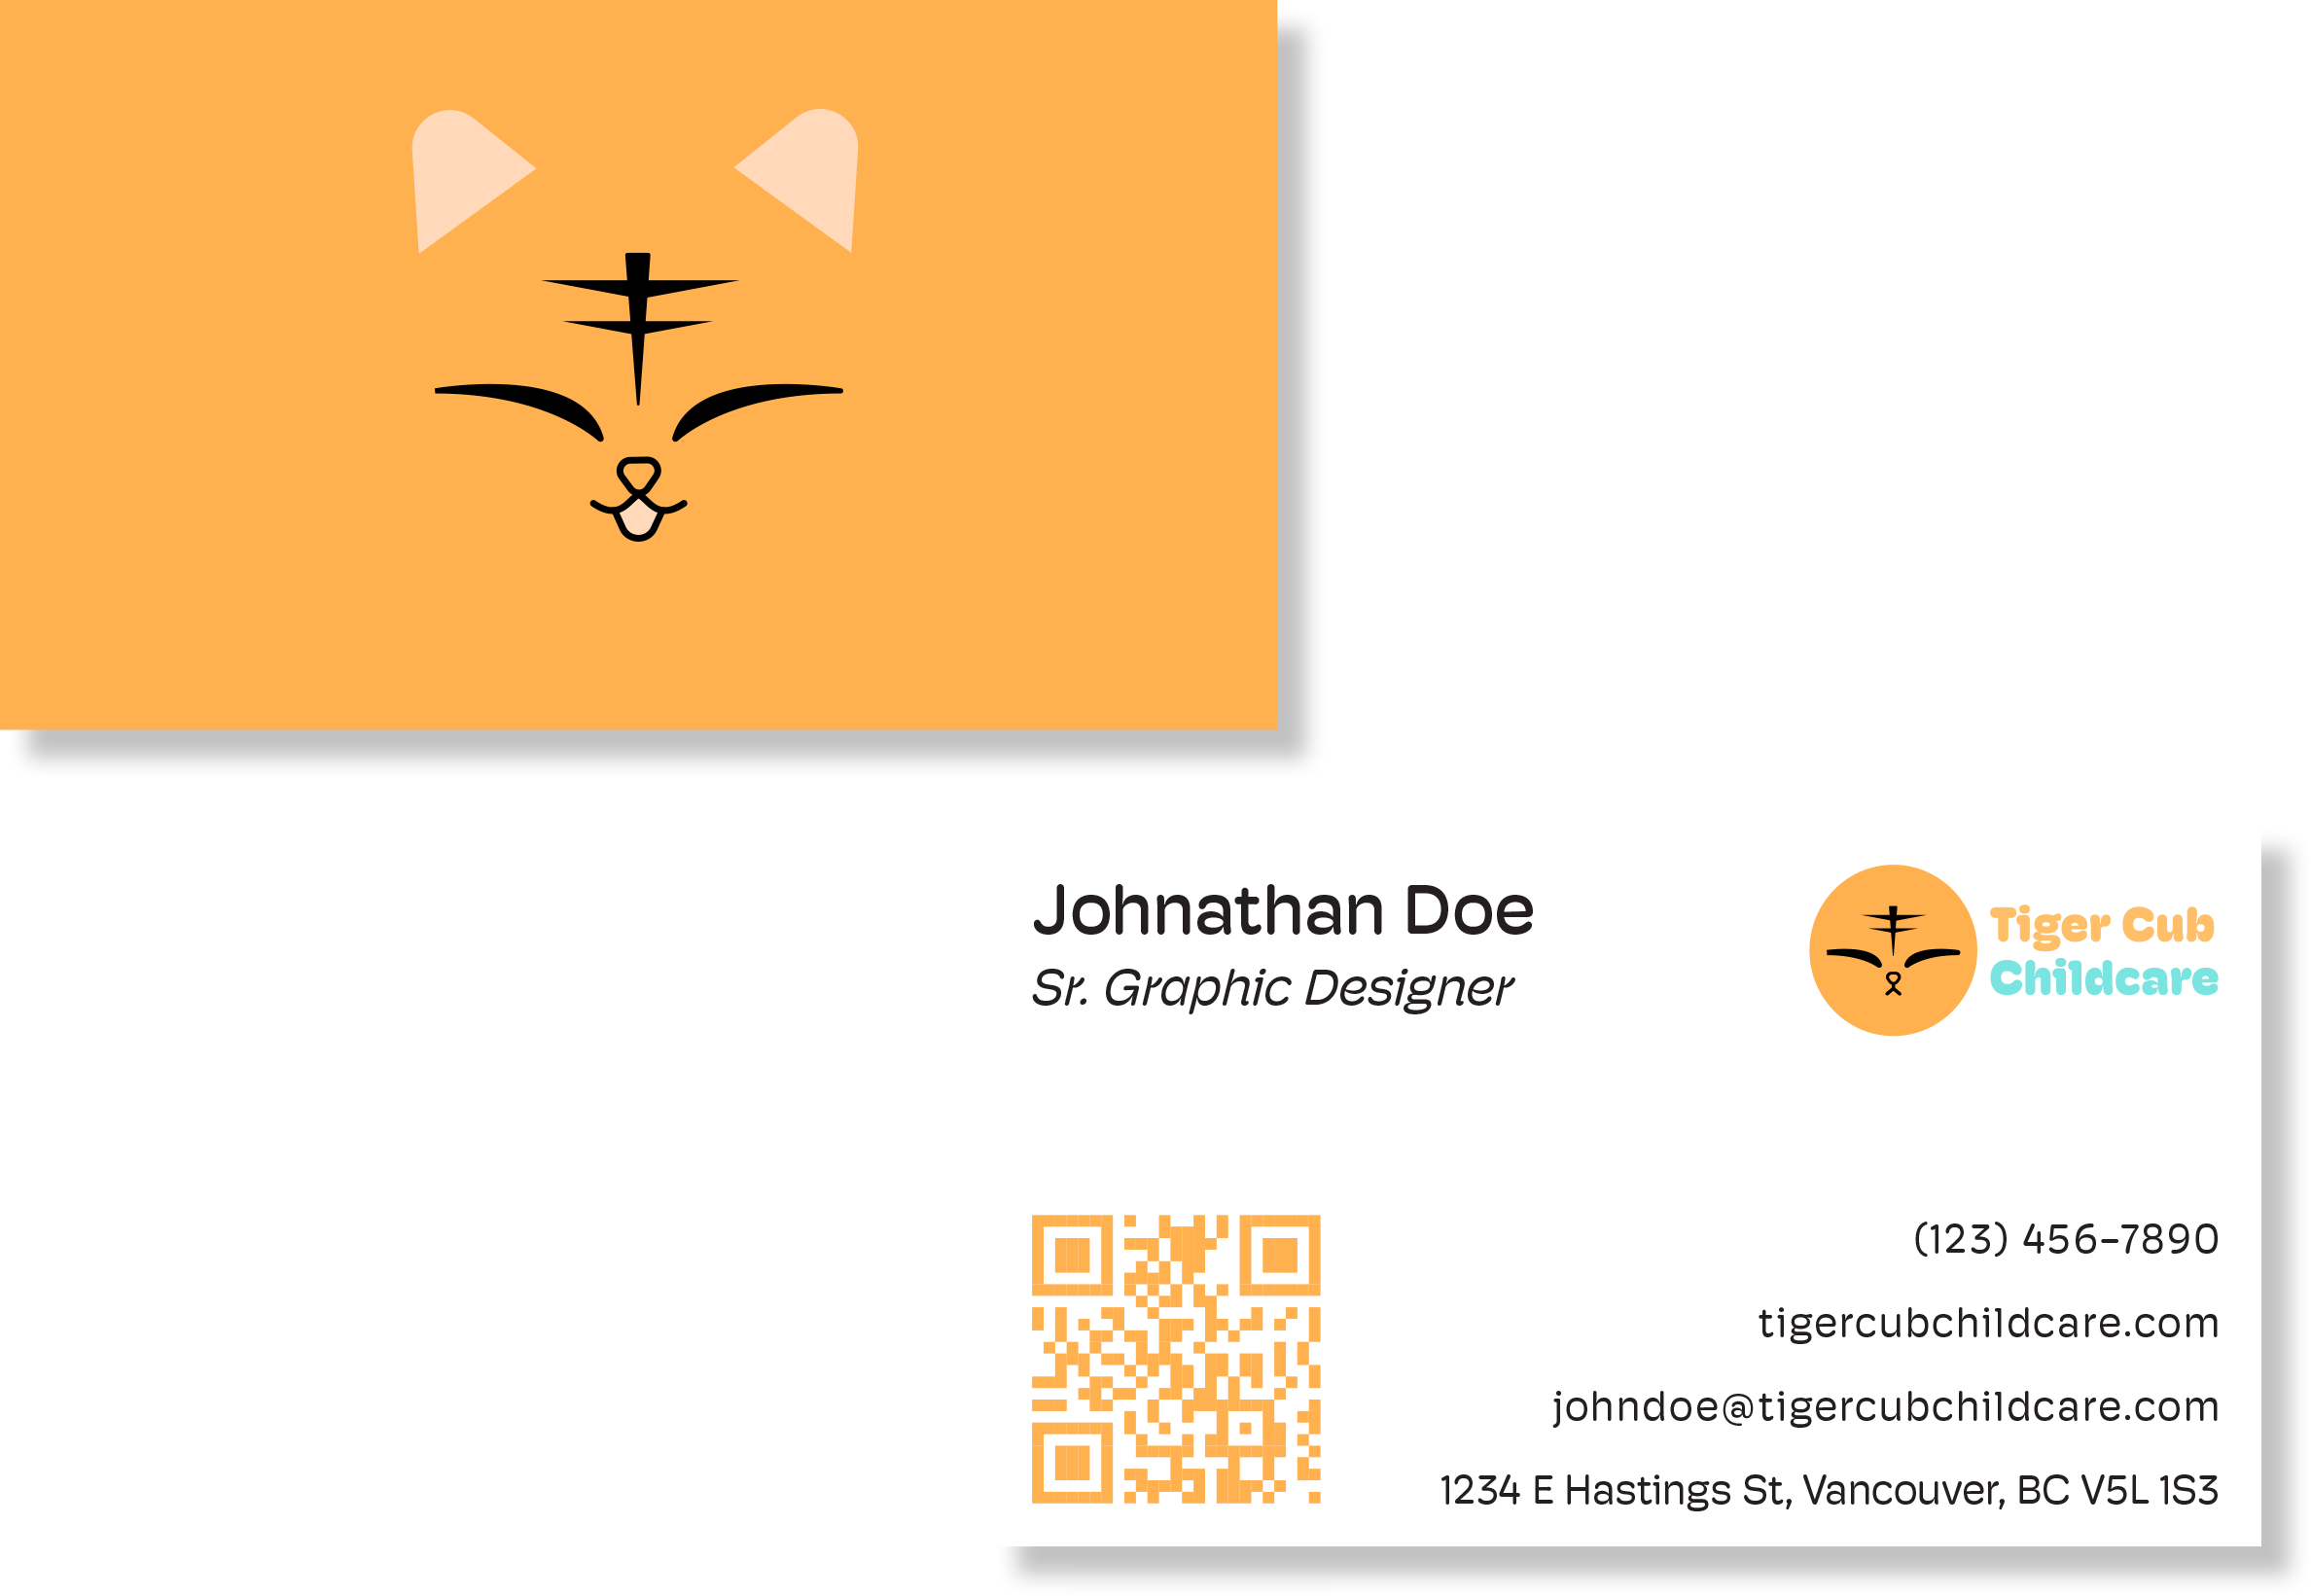 Johnathan Doe
Sr. Graphic Designer
Tiger Cub
Childcare
(123) 456-7890
tigercubchildcare.com
johndoe@tigercubchildcare.com
1234 E Hastings St, Vancouver, BC V5L 1S3